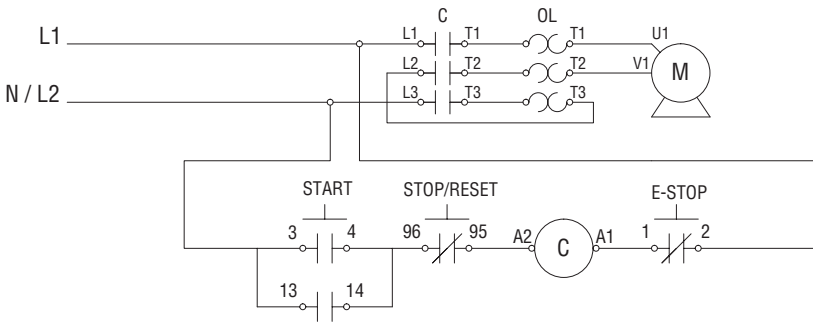 C OL
L1 L1 T1 T1 U1
L2 T2 T2 V1 M
N / L2 L3 T3 T3
START STOP/RESET E-STOP
3 4 96 95 A2 C A1 1 2
13 14